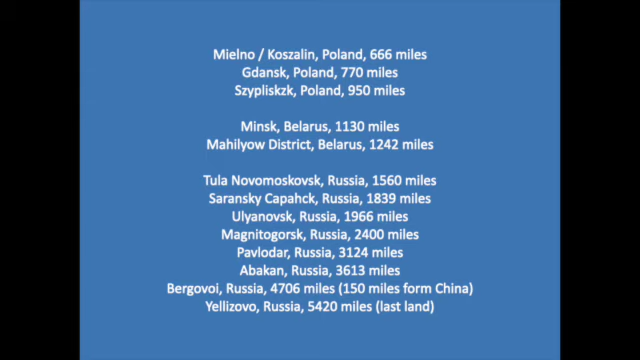 Mielno / Koszalin, Poland, 666 miles
Gdansk, Poland, 770 miles
Szypliskzk, Poland, 950 miles
Minsk, Belarus, 1130 miles
Mahilyow District, Belarus, 1242 miles
Tula Novomoskovsk, Russia, 1560 miles
Saransky Capahck, Russia, 1839 miles
Ulyanovsk, Russia, 1966 miles
Magnitogorsk, Russia, 2400 miles
Pavlodar, Russia, 3124 miles
Abakan, Russia, 3613 miles
Bergovoi, Russia, 4706 miles (150 miles form China)
Yellizovo, Russia, 5420 miles (last land)